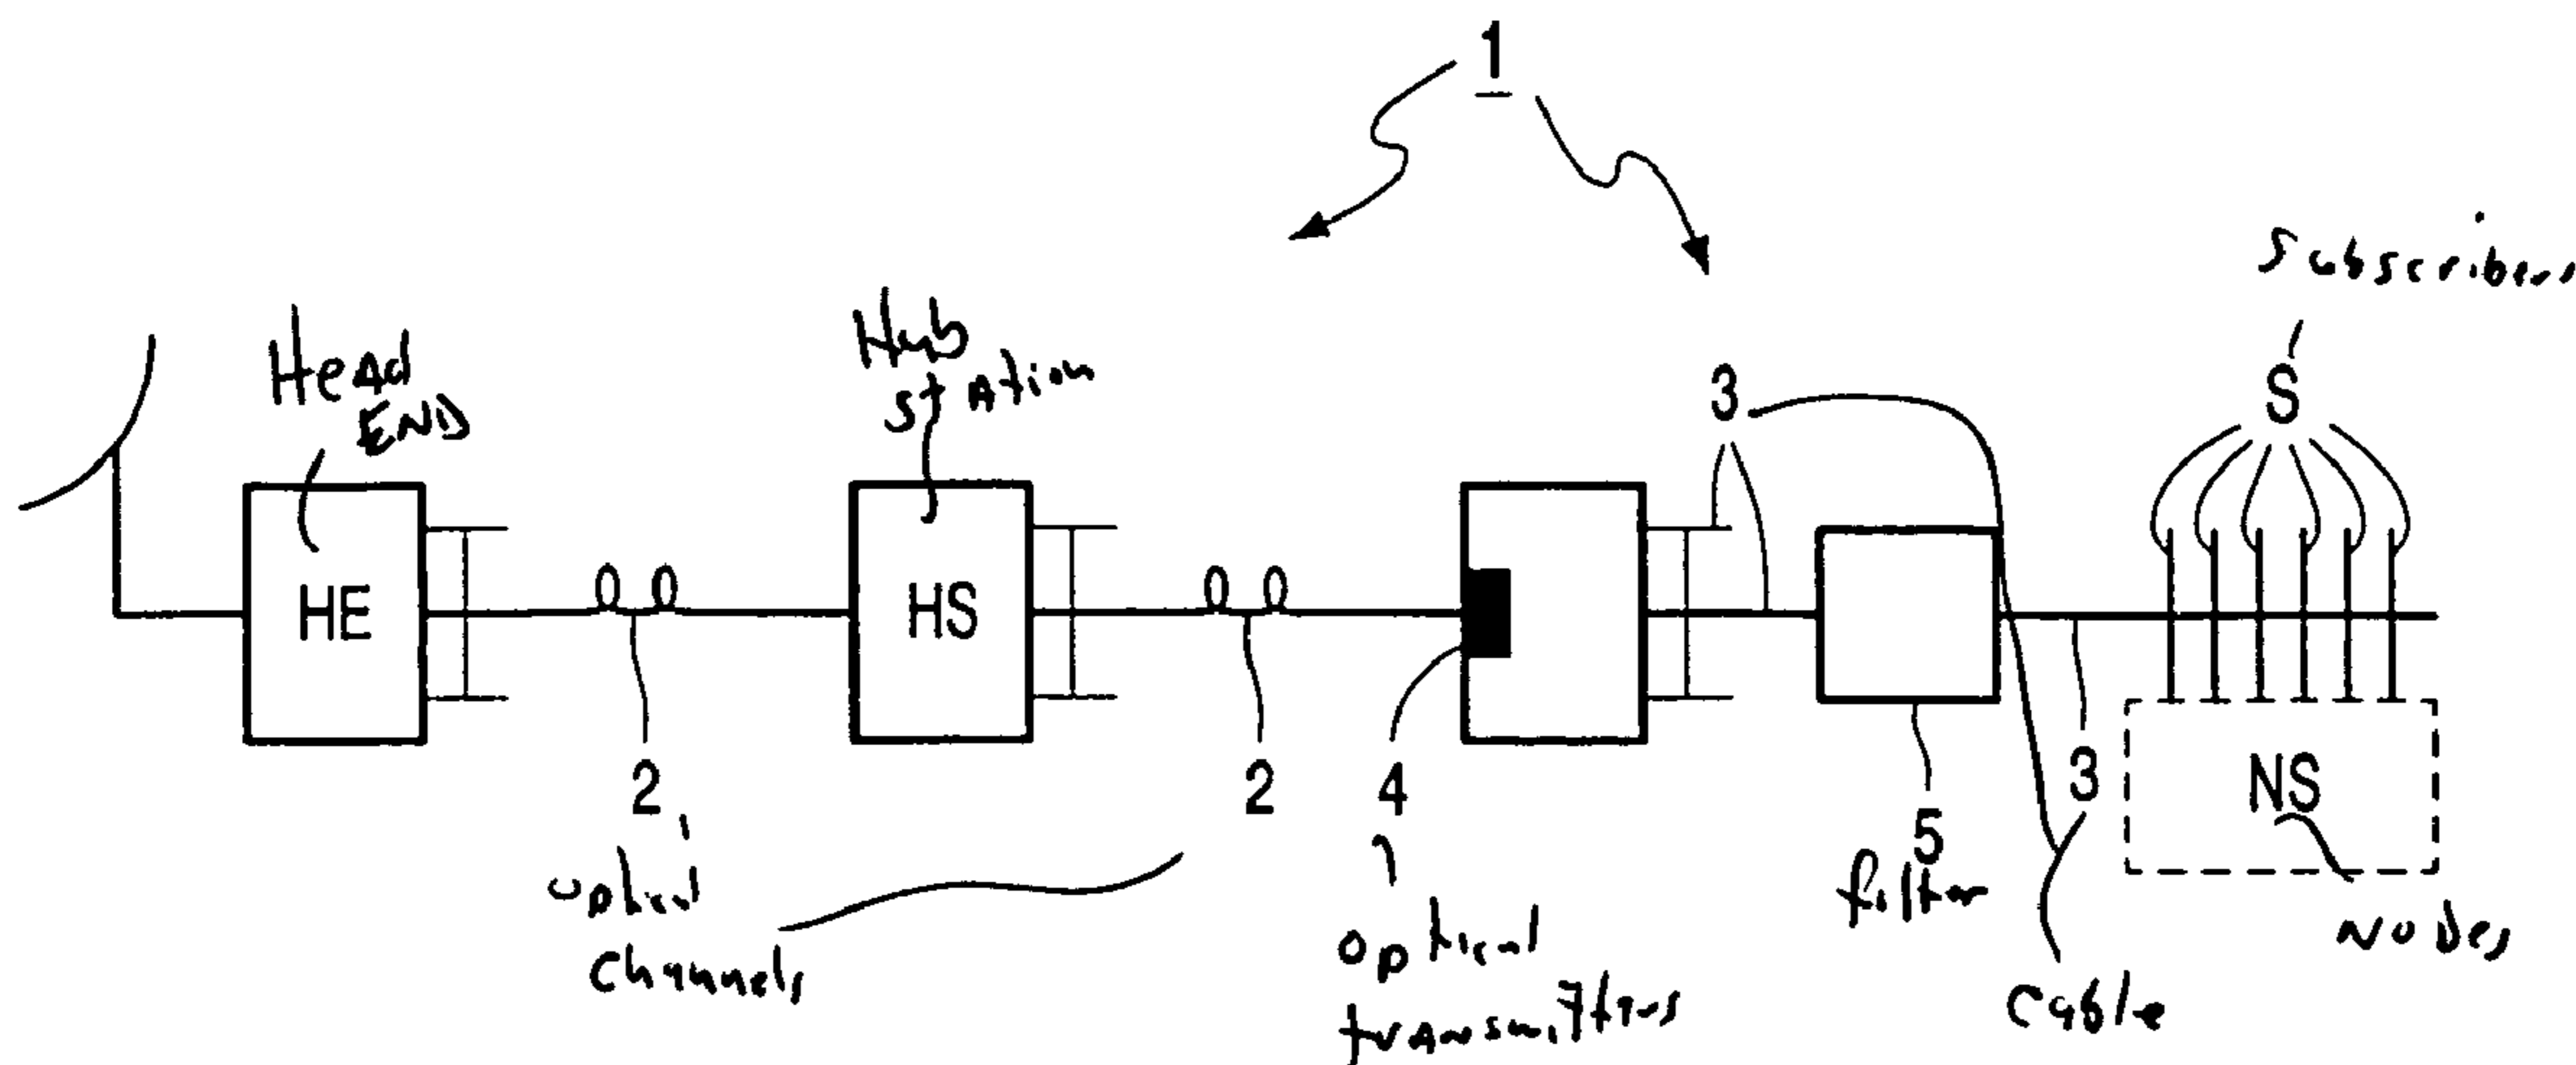 1
Subscribers
Head
END
Hub
station
3
S
HE
HS
NS
2
2
4
5
3
optical
channels
optical
transmitters
filter
Nodes
cable